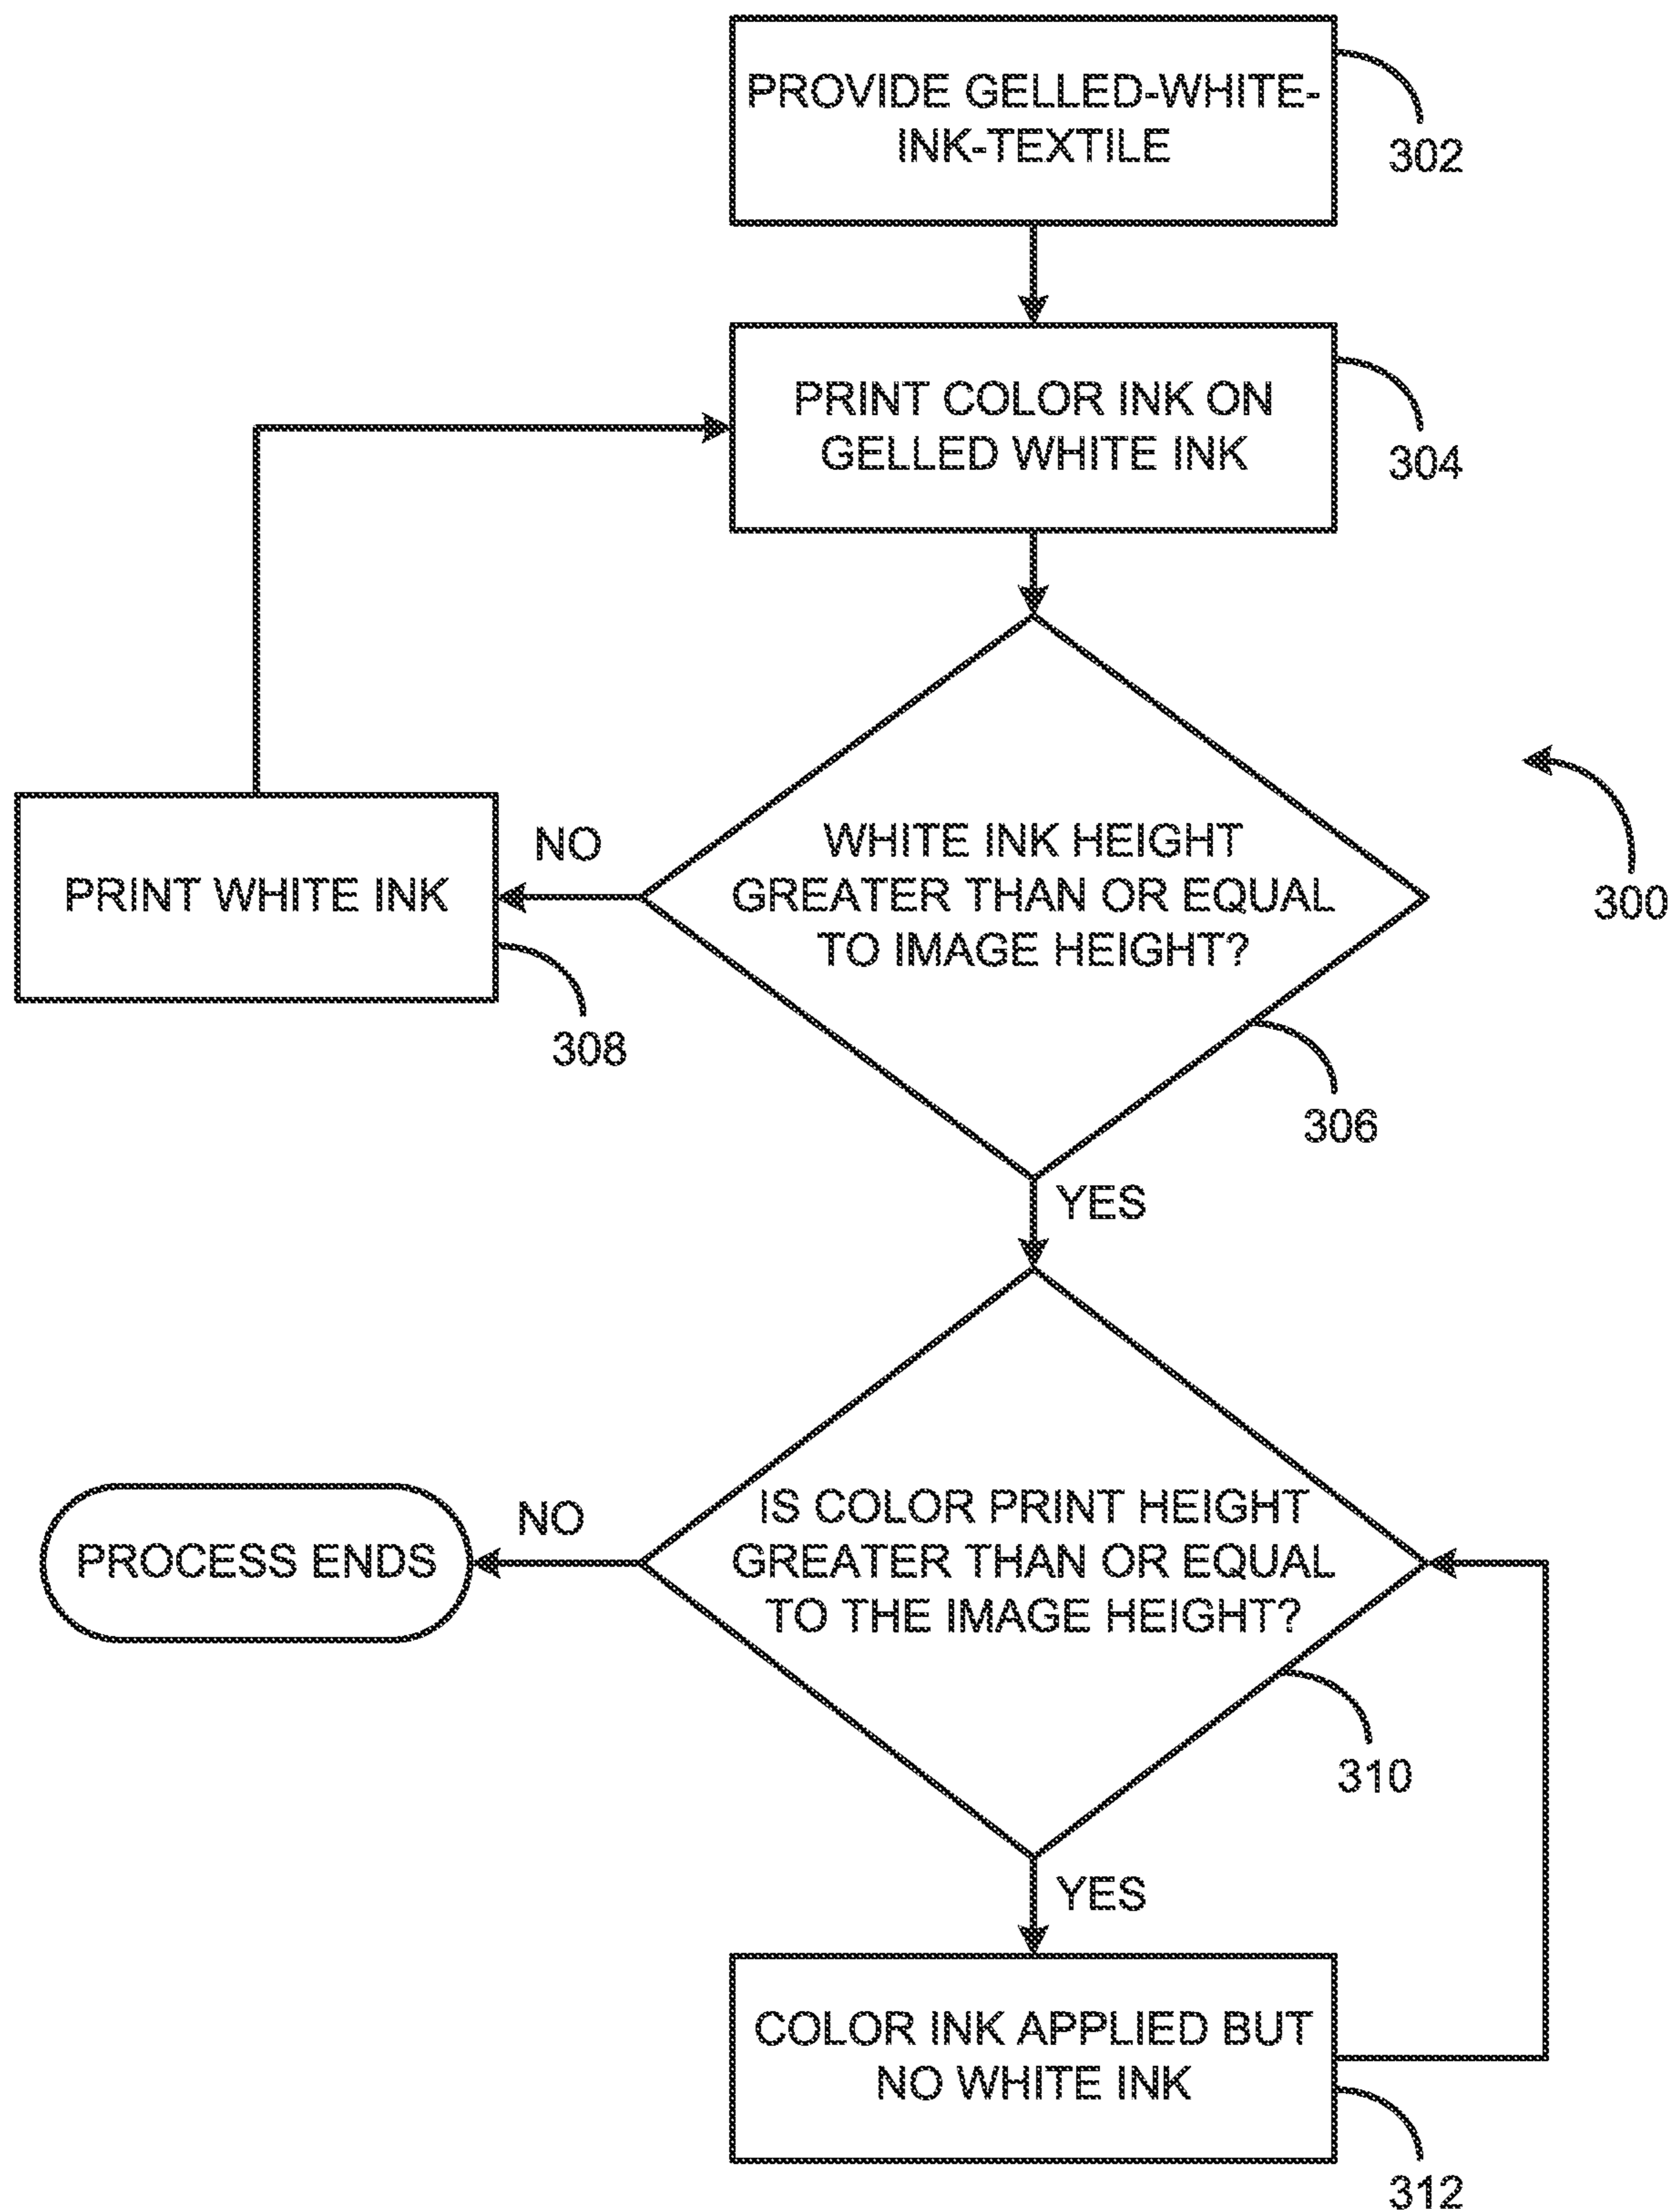 PROVIDE GELLED-WHITE-
INK-TEXTILE
302
PRINT COLOR INK ON
GELLED WHITE INK
304
WHITE INK HEIGHT
GREATER THAN OR EQUAL
TO IMAGE HEIGHT?
NO
PRINT WHITE INK
300
308
306
YES
IS COLOR PRINT HEIGHT
GREATER THAN OR EQUAL
TO THE IMAGE HEIGHT?
NO
PROCESS ENDS
310
YES
COLOR INK APPLIED BUT
NO WHITE INK
312